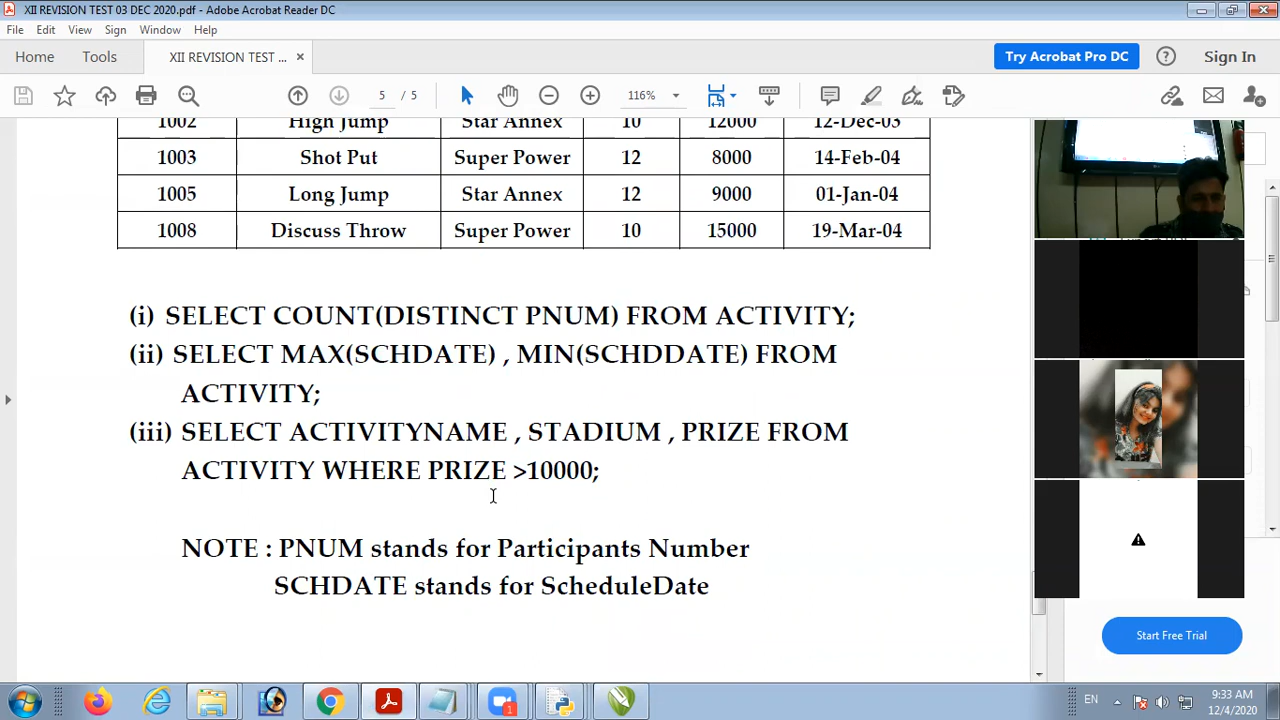 XII REVISION TEST 03 DEC 2020.pdf - Adobe Acrobat Reader DC
File Edit View Sign Window Help
Home Tools XII REVISION TEST ... × Try Acrobat Pro DC Sign In
5 / 5 116%
1002 High Jump Star Annex 10 12000 12-Dec-03
1003 Shot Put Super Power 12 8000 14-Feb-04
1005 Long Jump Star Annex 12 9000 01-Jan-04
1008 Discuss Throw Super Power 10 15000 19-Mar-04
(i) SELECT COUNT(DISTINCT PNUM) FROM ACTIVITY;
(ii) SELECT MAX(SCHDATE) , MIN(SCHDDATE) FROM
ACTIVITY;
(iii) SELECT ACTIVITYNAME , STADIUM , PRIZE FROM
ACTIVITY WHERE PRIZE >10000;
NOTE : PNUM stands for Participants Number
SCHDATE stands for ScheduleDate
Start Free Trial
EN 9:33 AM
12/4/2020